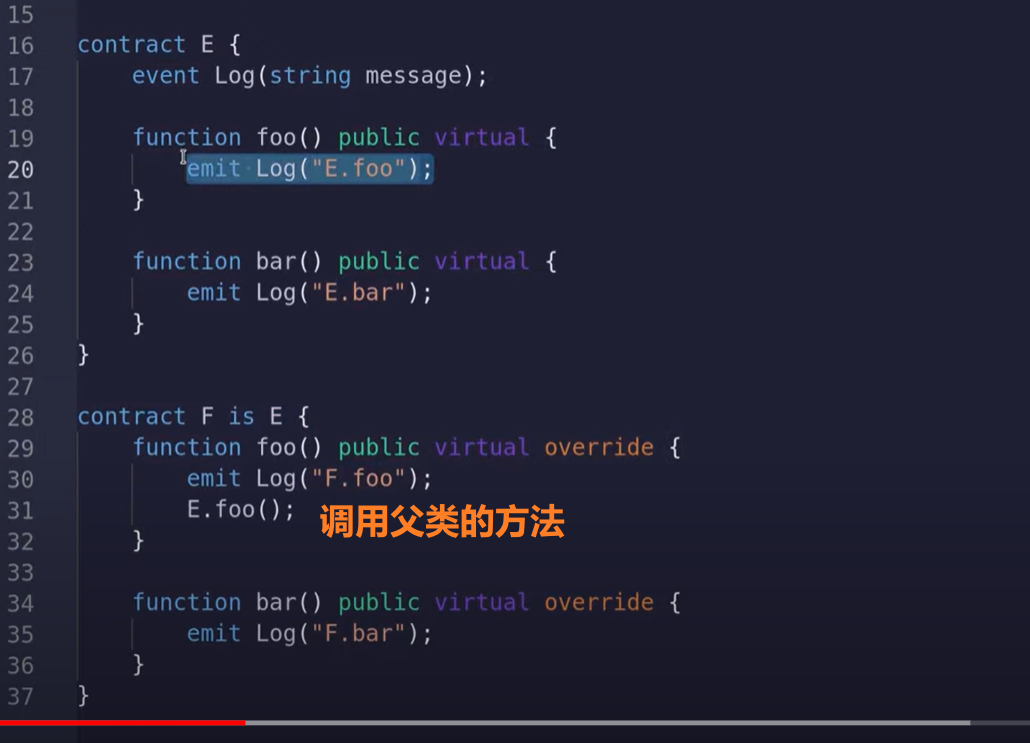 15
16 contract E {
17 event Log(string message);
18
19 function foo() public virtual {
20 emit Log("E.foo");
21 }
22
23 function bar() public virtual {
24 emit Log("E.bar");
25 }
26 }
27
28 contract F is E {
29 function foo() public virtual override {
30 emit Log("F.foo");
31 E.foo(); 调用父类的方法
32 }
33
34 function bar() public virtual override {
35 emit Log("F.bar");
36 }
37 }